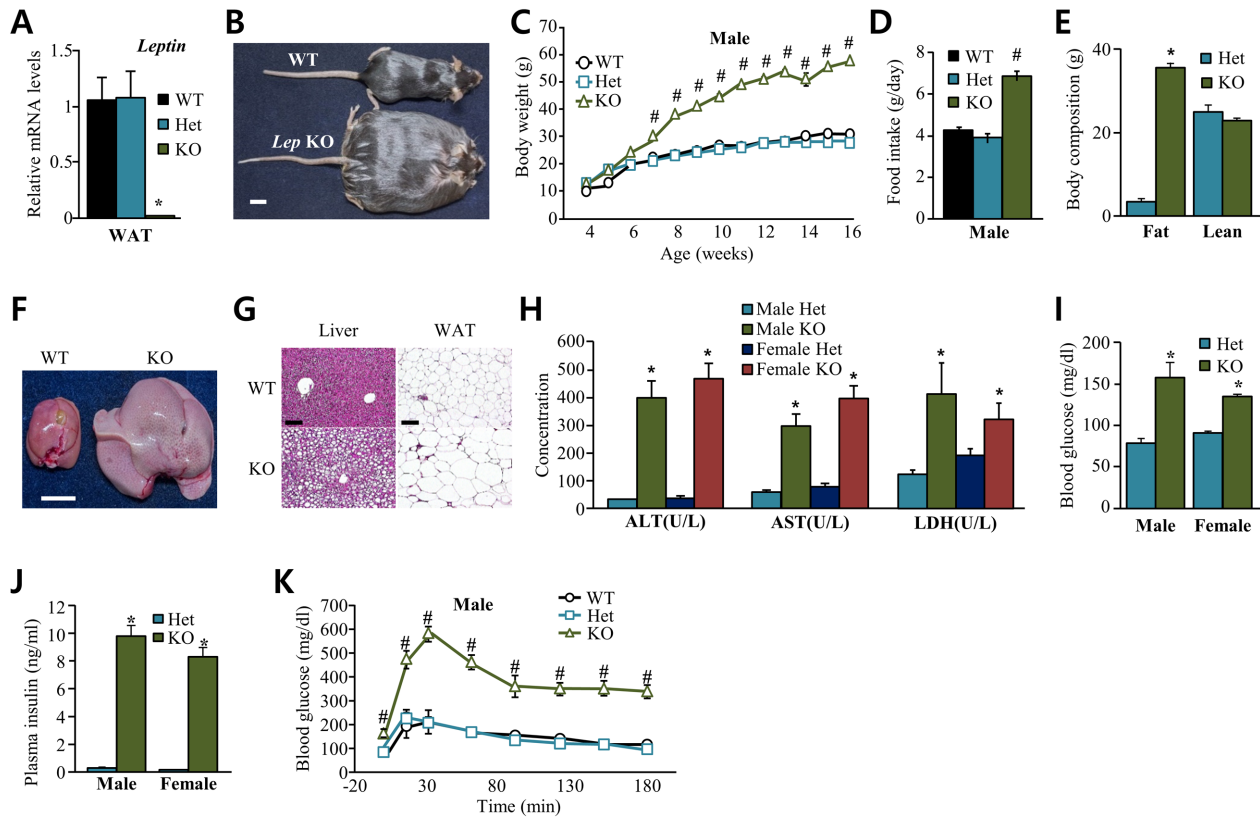 A
Leptin
Relative mRNA levels
1.5
1
0.5
0
WT
Het
KO
*
WAT
B
WT
Lep KO
C
Male
Body weight (g)
70
60
50
40
30
20
10
0
WT
Het
KO
# # # # # # # # # #
4 6 8 10 12 14 16
Age (weeks)
D
Food intake (g/day)
8
6
4
2
0
WT
Het
KO
#
Male
E
Body composition (g)
40
20
0
*
Het
KO
Fat Lean
F
WT KO
G
Liver WAT
WT
KO
H
Male Het
Male KO
Female Het
Female KO
Concentration
600
500
400
300
200
100
0
* * * * * *
ALT(U/L) AST(U/L) LDH(U/L)
I
Blood glucose (mg/dl)
200
150
100
50
0
Het
KO
* *
Male Female
J
Plasma insulin (ng/ml)
12
10
8
6
4
2
0
Het
KO
* *
Male Female
K
Male
Blood glucose (mg/dl)
700
600
500
400
300
200
100
0
WT
Het
KO
# # # # # # # #
-20 30 80 130 180
Time (min)